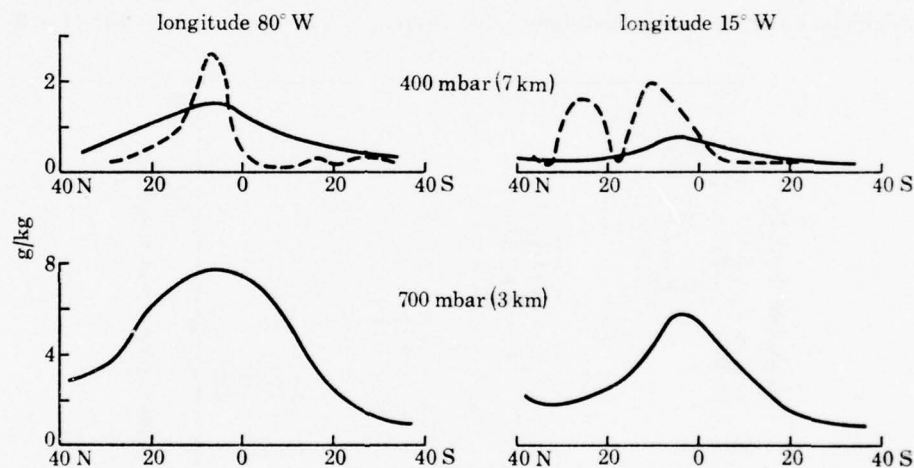 longitude 80° W
longitude 15° W
2
0
400 mbar (7 km)
40 N 20 0 20 40 S
40 N 20 0 20 40 S
g/kg
8
4
0
700 mbar (3 km)
40 N 20 0 20 40 S
40 N 20 0 20 40 S